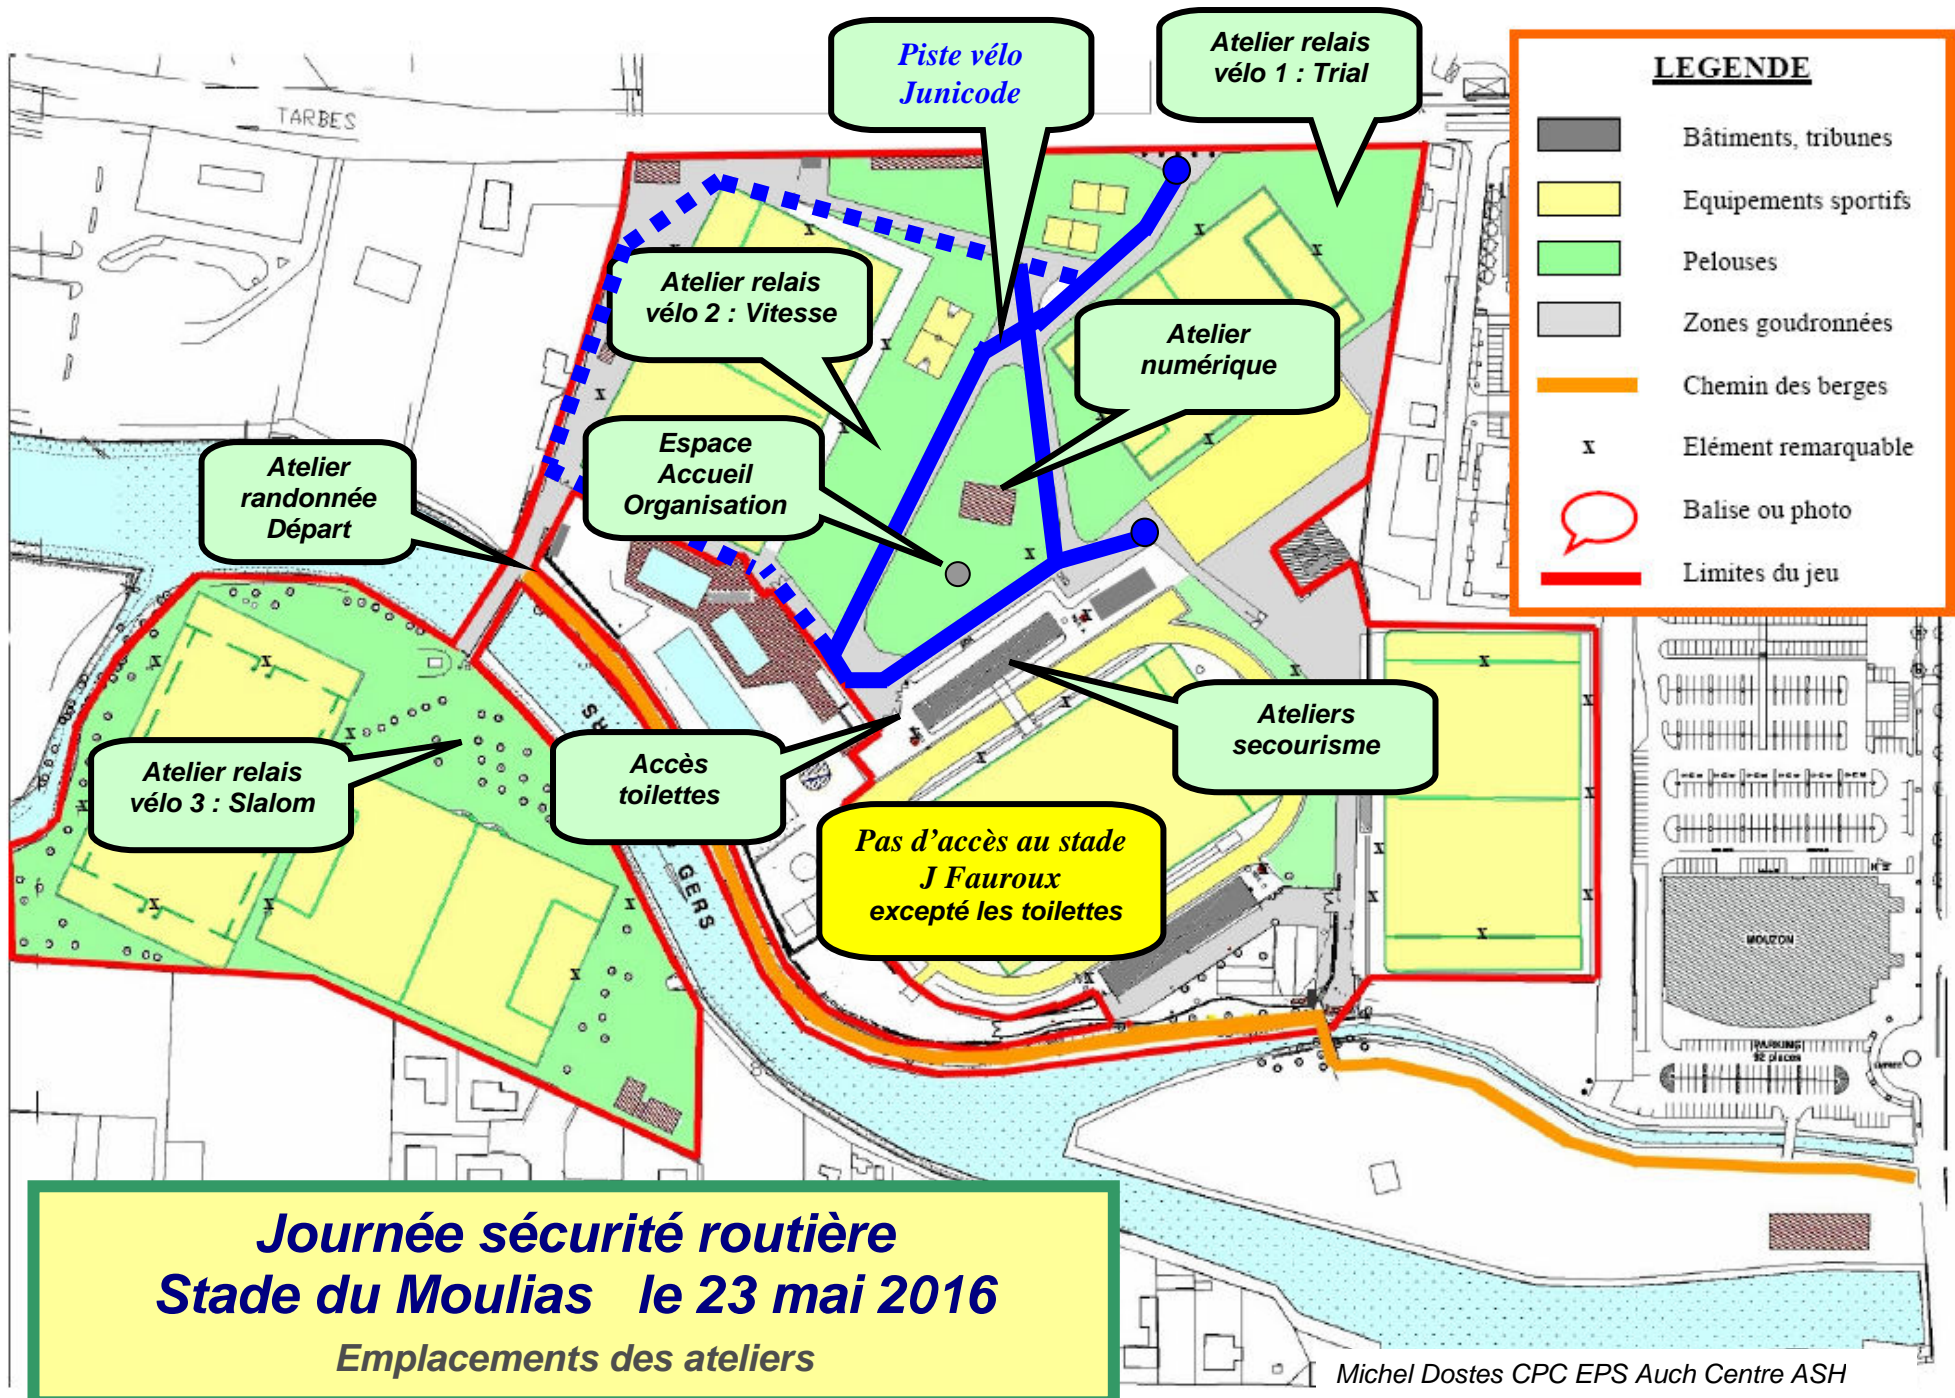 TARBES
Piste vélo
Junicode
Atelier relais
vélo 1 : Trial
LEGENDE
Bâtiments, tribunes
Equipements sportifs
Pelouses
Zones goudronnées
Chemin des berges
x Elément remarquable
Balise ou photo
Limites du jeu
Atelier relais
vélo 2 : Vitesse
Atelier
numérique
Espace
Accueil
Organisation
Atelier
randonnée
Départ
Ateliers
secourisme
Accès
toilettes
Atelier relais
vélo 3 : Slalom
Pas d’accès au stade
J Fauroux
excepté les toilettes
GERS
MOUZON
PARKING
92 places
Journée sécurité routière
Stade du Moulias le 23 mai 2016
Emplacements des ateliers
Michel Dostes CPC EPS Auch Centre ASH